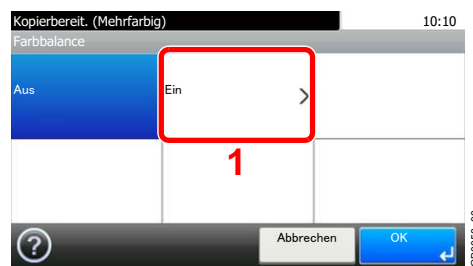 Kopierbereit. (Mehrfarbig) 10:10
Farbbalance
Aus Ein
1
? Abbrechen OK